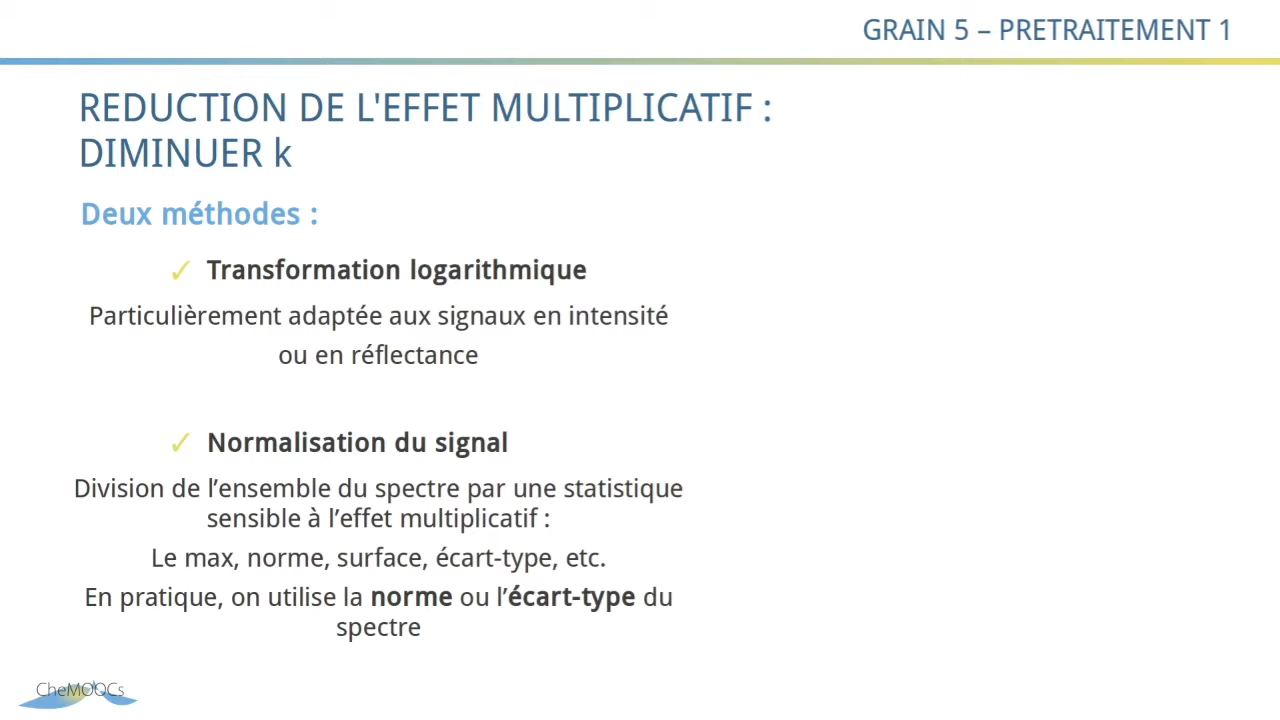 GRAIN 5 – PRETRAITEMENT 1
REDUCTION DE L'EFFET MULTIPLICATIF :
DIMINUER k
Deux méthodes :
✓ Transformation logarithmique
Particulièrement adaptée aux signaux en intensité
ou en réflectance
✓ Normalisation du signal
Division de l’ensemble du spectre par une statistique
sensible à l’effet multiplicatif :
Le max, norme, surface, écart-type, etc.
En pratique, on utilise la norme ou l’écart-type du
spectre
CheMOOCs